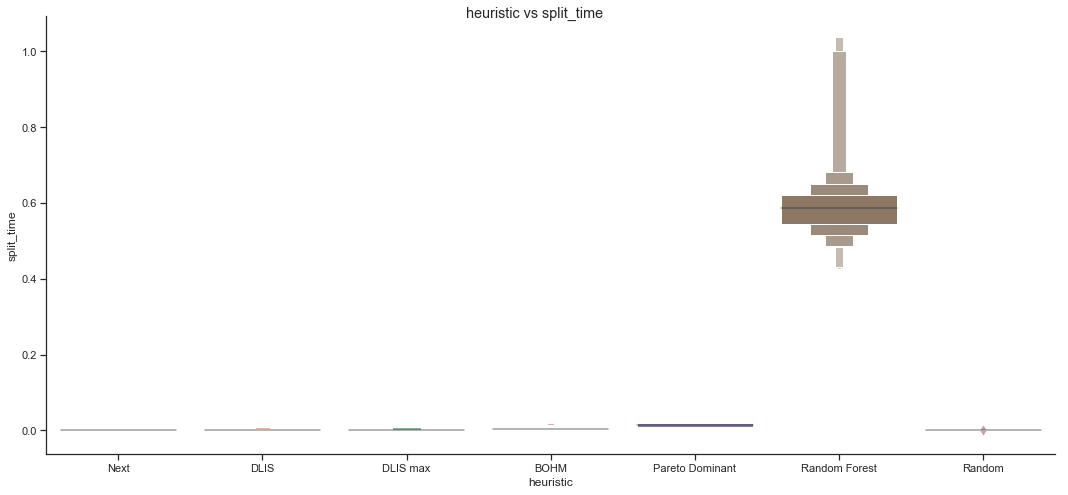 heuristic vs split_time
split_time
1.0
0.8
0.6
0.4
0.2
0.0
Next DLIS DLIS max BOHM Pareto Dominant Random Forest Random
heuristic